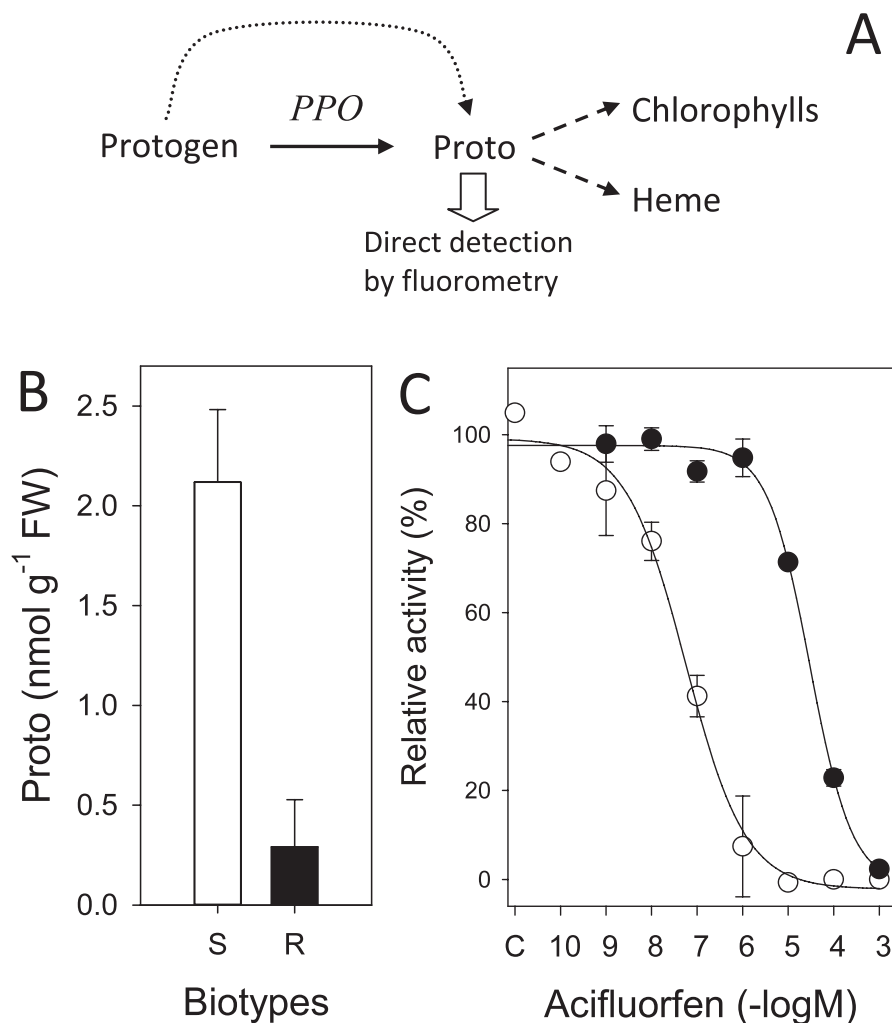 A
PPO
Protogen
Proto
Chlorophylls
Heme
Direct detection
by fluorometry
B
Proto (nmol g⁻¹ FW)
2.5
2.0
1.5
1.0
0.5
0.0
S R
Biotypes
C
Relative activity (%)
100
80
60
40
20
0
C 10 9 8 7 6 5 4 3
Acifluorfen (-logM)